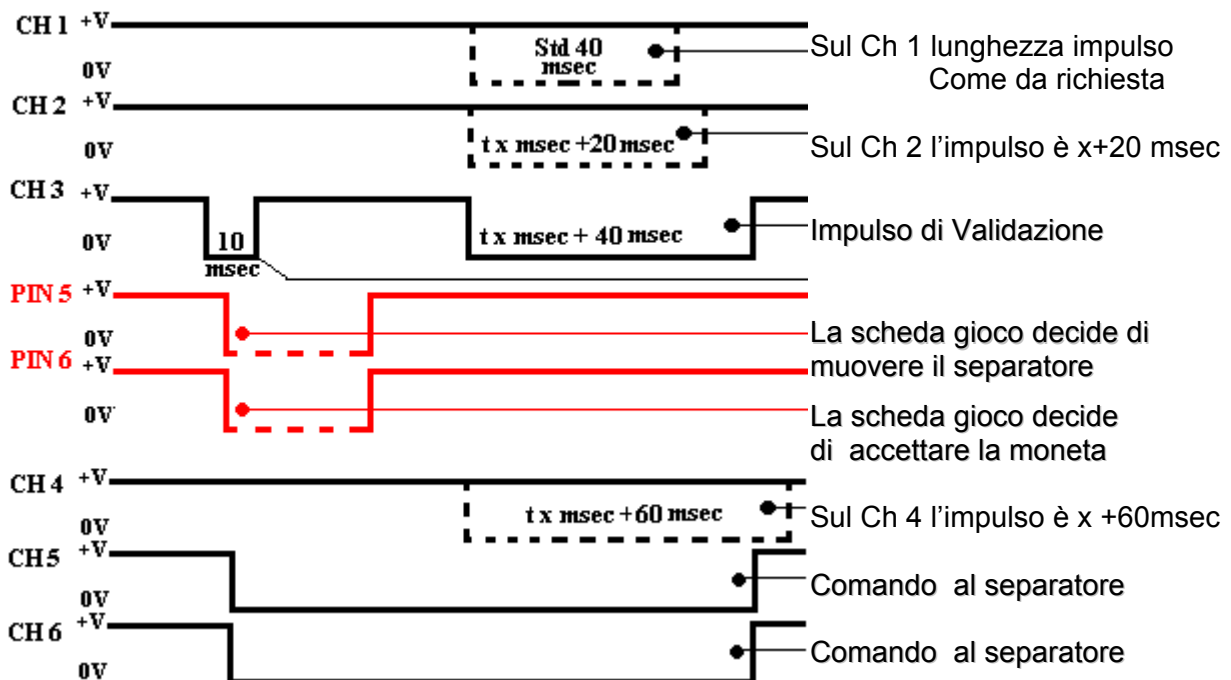 CH 1 +V
Std 40
msec
0V
Sul Ch 1 lunghezza impulso
Come da richiesta
CH 2 +V
0V
t x msec +20 msec
Sul Ch 2 l'impulso è x+20 msec
CH 3 +V
0V
10
msec
t x msec + 40 msec
Impulso di Validazione
PIN 5 +V
0V
La scheda gioco decide di
muovere il separatore
PIN 6 +V
0V
La scheda gioco decide
di accettare la moneta
CH 4 +V
0V
t x msec +60 msec
Sul Ch 4 l'impulso è x +60msec
CH 5 +V
0V
Comando al separatore
CH 6 +V
0V
Comando al separatore